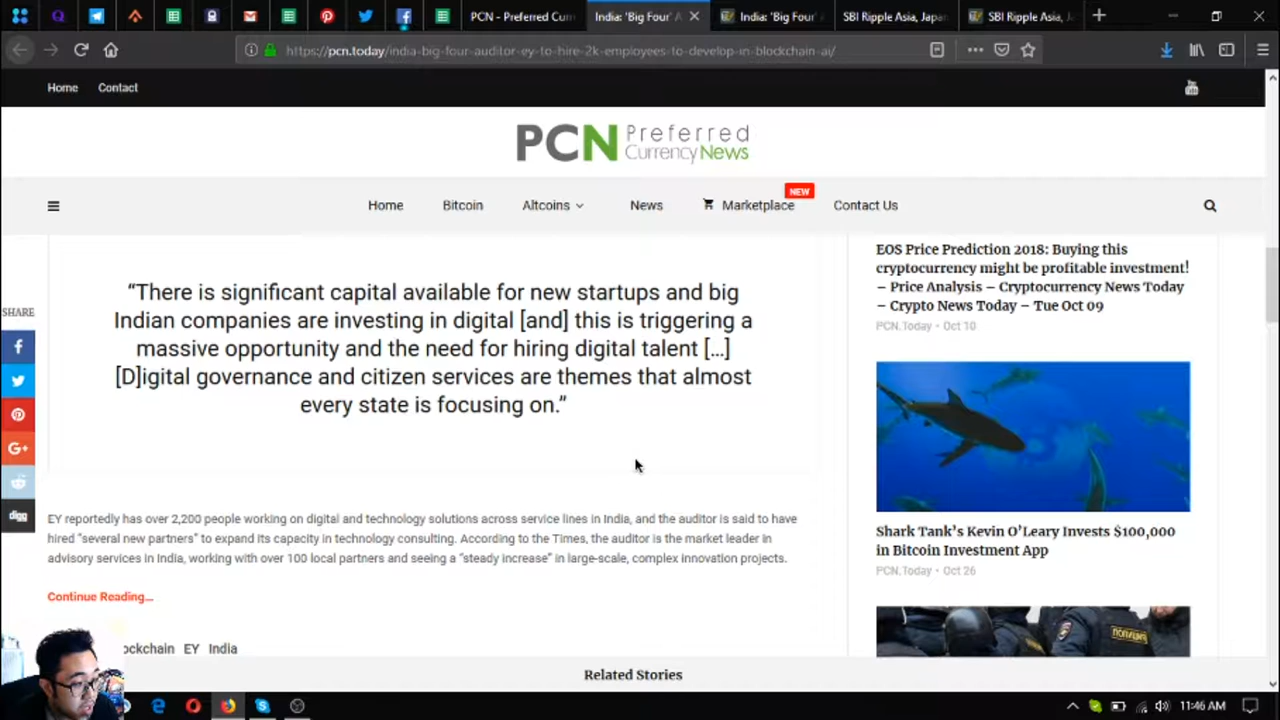 PCN - Preferred Curr
India: 'Big Four' A
India: 'Big Four'
SBI Ripple Asia, Japan
SBI Ripple Asia, J
https://pcn.today/india-big-four-auditor-ey-to-hire-2k-employees-to-develop-in-blockchain-ai/
Home Contact
You Tube
PCN Preferred
Currency News
NEW
Home Bitcoin Altcoins News Marketplace Contact Us
SHARE
“There is significant capital available for new startups and big
Indian companies are investing in digital [and] this is triggering a
massive opportunity and the need for hiring digital talent […]
[D]igital governance and citizen services are themes that almost
every state is focusing on.”
EY reportedly has over 2,200 people working on digital and technology solutions across service lines in India, and the auditor is said to have
hired “several new partners” to expand its capacity in technology consulting. According to the Times, the auditor is the market leader in
advisory services in India, working with over 100 local partners and seeing a “steady increase” in large-scale, complex innovation projects.
Continue Reading…
ockchain EY India
EOS Price Prediction 2018: Buying this
cryptocurrency might be profitable investment!
– Price Analysis – Cryptocurrency News Today
– Crypto News Today – Tue Oct 09
PCN.Today • Oct 10
Shark Tank’s Kevin O’Leary Invests $100,000
in Bitcoin Investment App
PCN.Today • Oct 26
ПОЛИЦИЯ
Related Stories
digg
11:46 AM